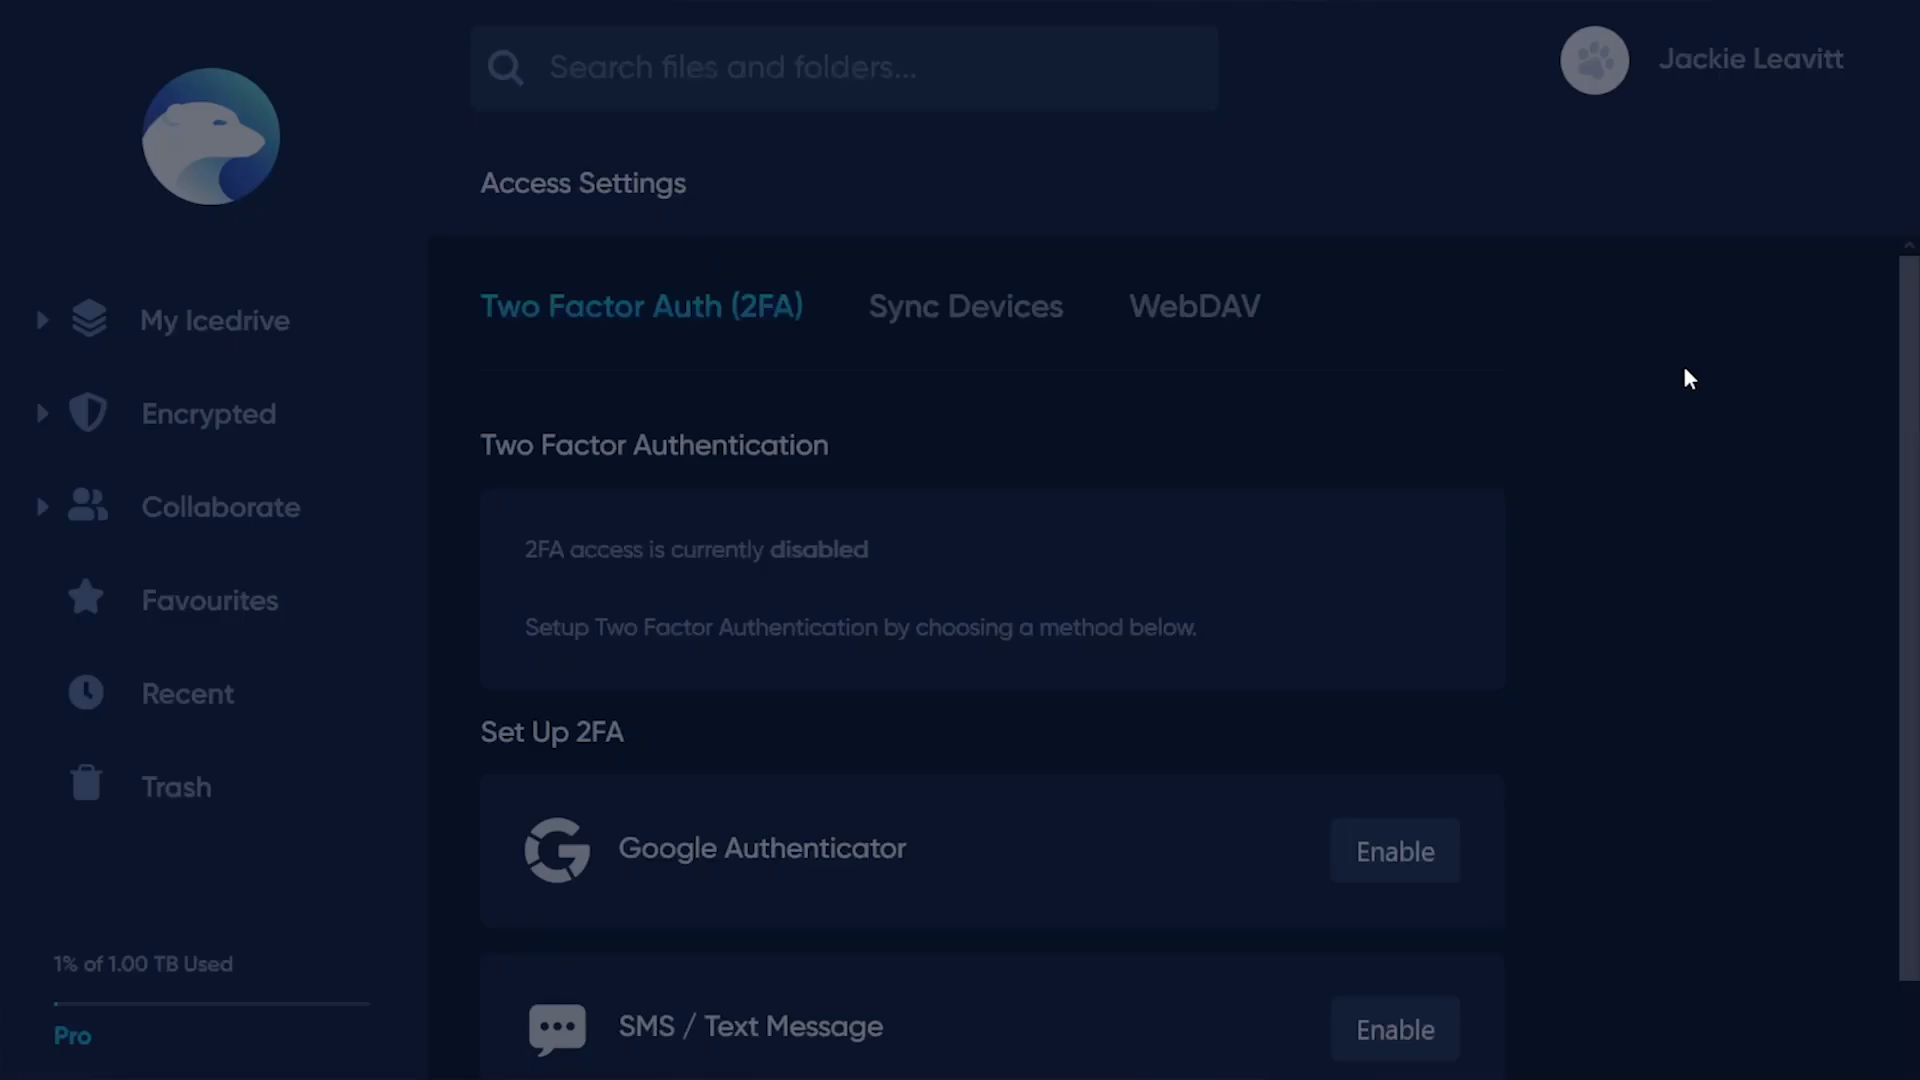 Search files and folders...
Jackie Leavitt
Access Settings
My Icedrive
Encrypted
Collaborate
Favourites
Recent
Trash
1% of 1.00 TB Used
Pro
Two Factor Auth (2FA)
Sync Devices
WebDAV
Two Factor Authentication
2FA access is currently disabled
Setup Two Factor Authentication by choosing a method below.
Set Up 2FA
Google Authenticator
Enable
SMS / Text Message
Enable